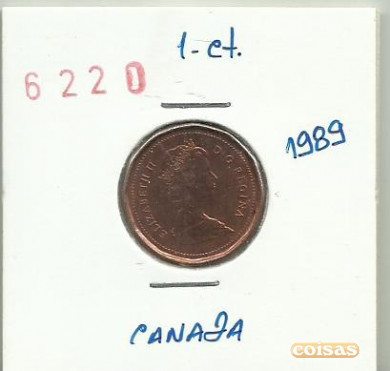 1-ct.
6220
1989
ELIZABETH II D·G·REGINA
CANADA
coisas